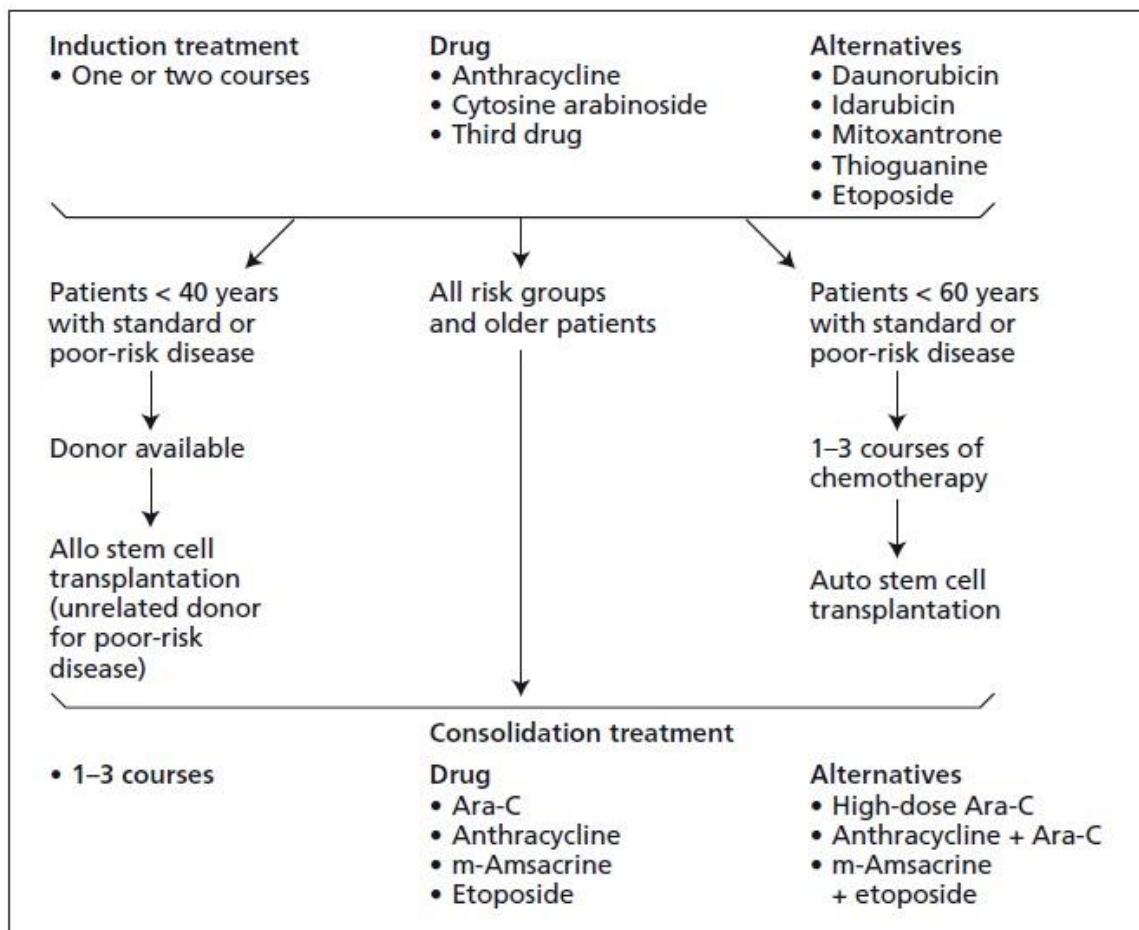 Induction treatment
• One or two courses
Drug
• Anthracycline
• Cytosine arabinoside
• Third drug
Alternatives
• Daunorubicin
• Idarubicin
• Mitoxantrone
• Thioguanine
• Etoposide
Patients < 40 years
with standard or
poor-risk disease
Donor available
Allo stem cell
transplantation
(unrelated donor
for poor-risk
disease)
All risk groups
and older patients
Patients < 60 years
with standard or
poor-risk disease
1–3 courses of
chemotherapy
Auto stem cell
transplantation
Consolidation treatment
• 1–3 courses
Drug
• Ara-C
• Anthracycline
• m-Amsacrine
• Etoposide
Alternatives
• High-dose Ara-C
• Anthracycline + Ara-C
• m-Amsacrine
+ etoposide